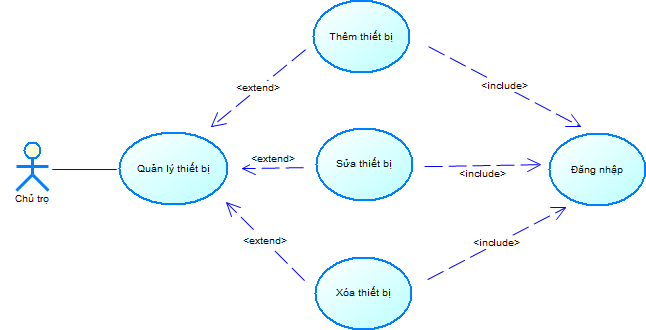 Thêm thiết bị
<extend>
<include>
Quản lý thiết bị
<extend>
Sửa thiết bị
<include>
Đăng nhập
Chủ trọ
<extend>
<include>
Xóa thiết bị